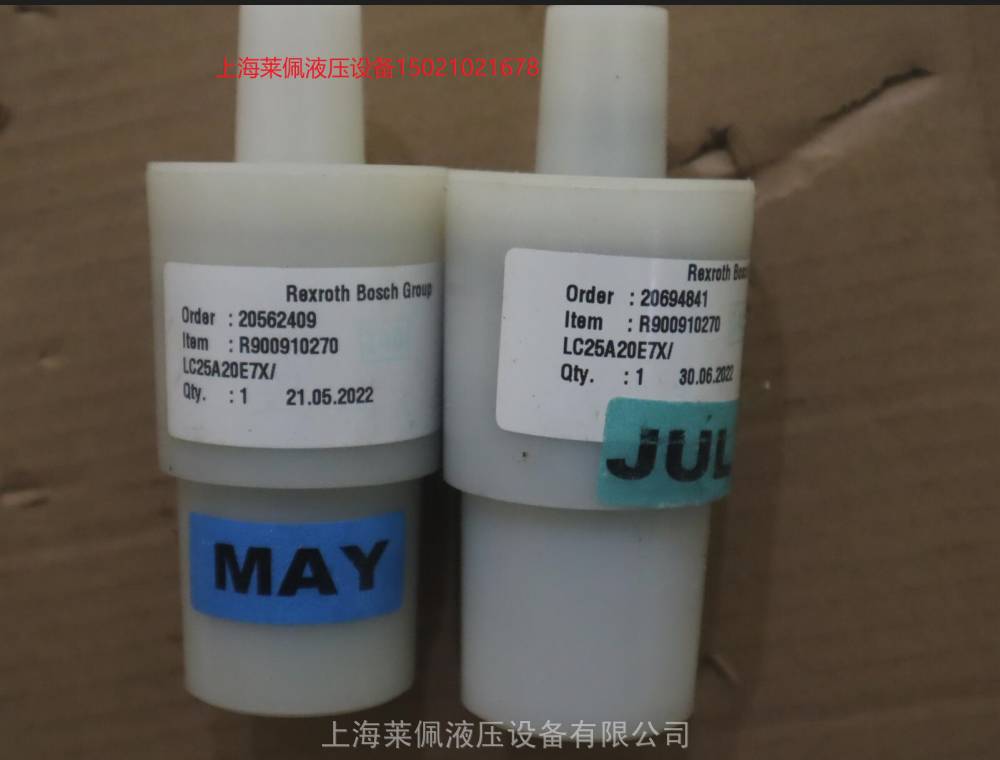 上海莱佩液压设备15021021678
Rexroth Bosch Group
Order : 20562409
Item : R900910270
LC25A20E7X/
Qty. : 1 21.05.2022
MAY
Rexroth Bosc
Order : 20694841
Item : R900910270
LC25A20E7X/
Qty. : 1 30.06.2022
JUL
上海莱佩液压设备有限公司